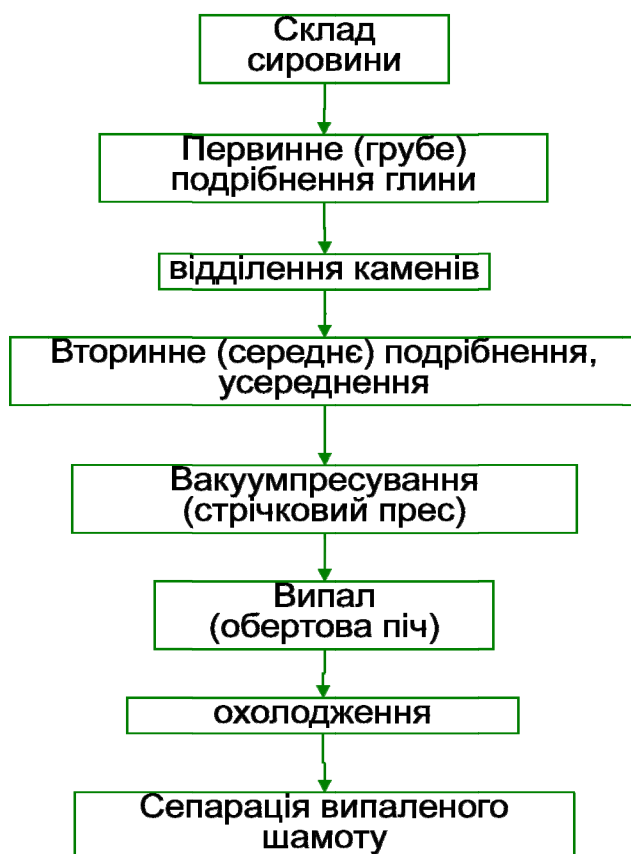 Склад
сировини
Первинне (грубе)
подрібнення глини
відділення каменів
Вторинне (середнє) подрібнення,
усереднення
Вакуумпресування
(стрічковий прес)
Випал
(обертова піч)
охолодження
Сепарація випаленого
шамоту